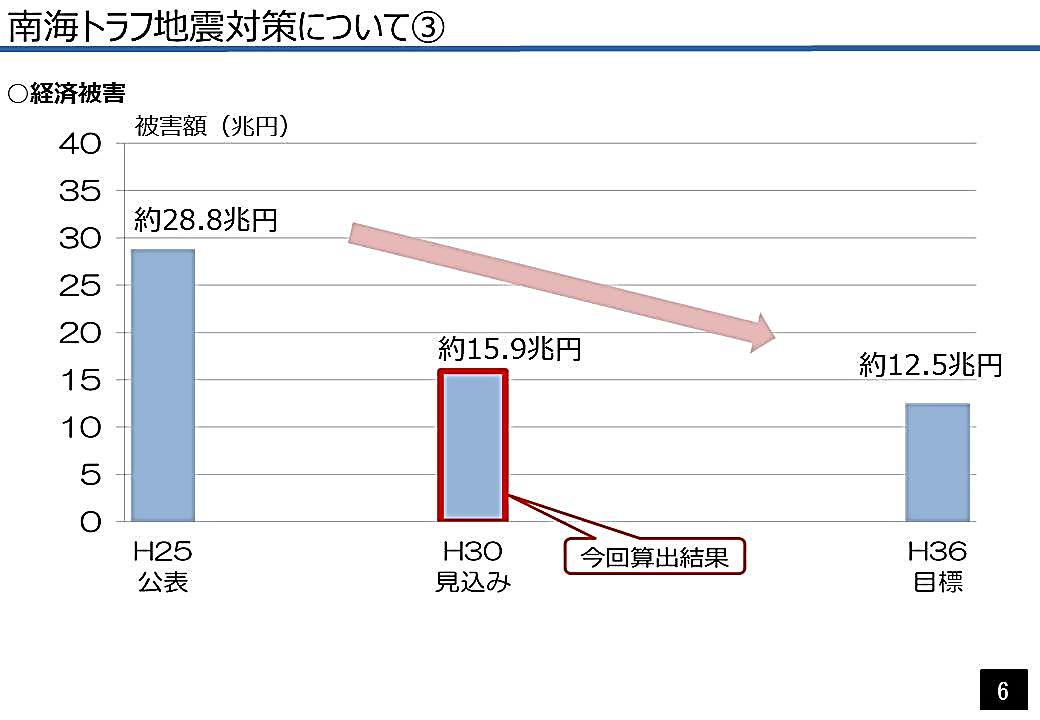 南海トラフ地震対策について③
○経済被害
被害額（兆円）
40
35
約28.8兆円
30
25
20
約15.9兆円
約12.5兆円
15
10
5
0
今回算出結果
H25
公表
H30
見込み
H36
目標
6